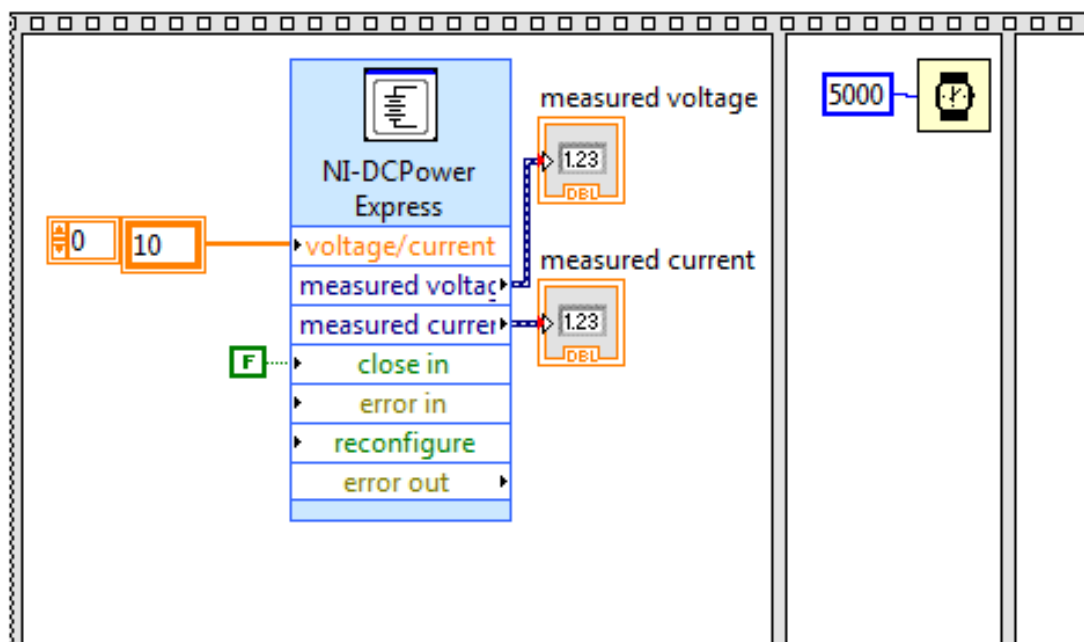 NI-DCPower
Express
0
10
voltage/current
measured voltag
measured curren
close in
error in
reconfigure
error out
F
measured voltage
1.23
DBL
measured current
1.23
DBL
5000